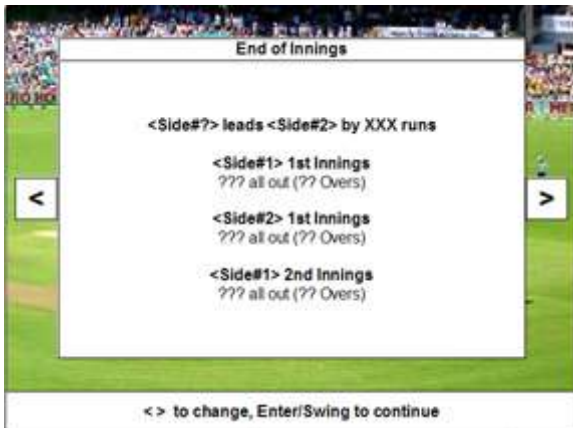 End of Innings
<Side#?> leads <Side#2> by XXX runs
<Side#1> 1st Innings
??? all out (?? Overs)
<Side#2> 1st Innings
??? all out (?? Overs)
<Side#1> 2nd Innings
??? all out (?? Overs)
<
>
< > to change, Enter/Swing to continue